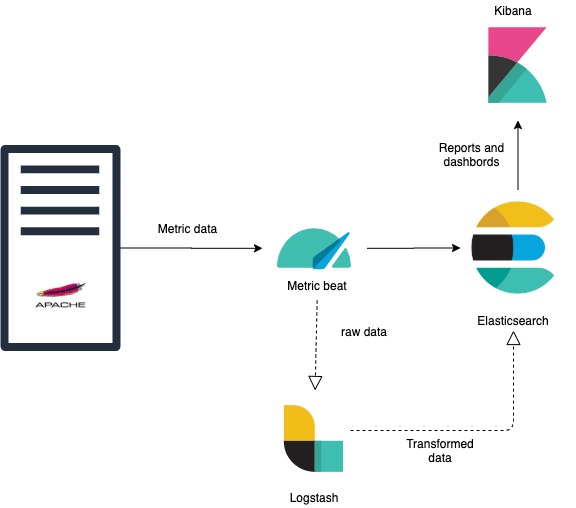 Kibana
Reports and
dashbords
Metric data
APACHE
Metric beat
Elasticsearch
raw data
Transformed
data
Logstash